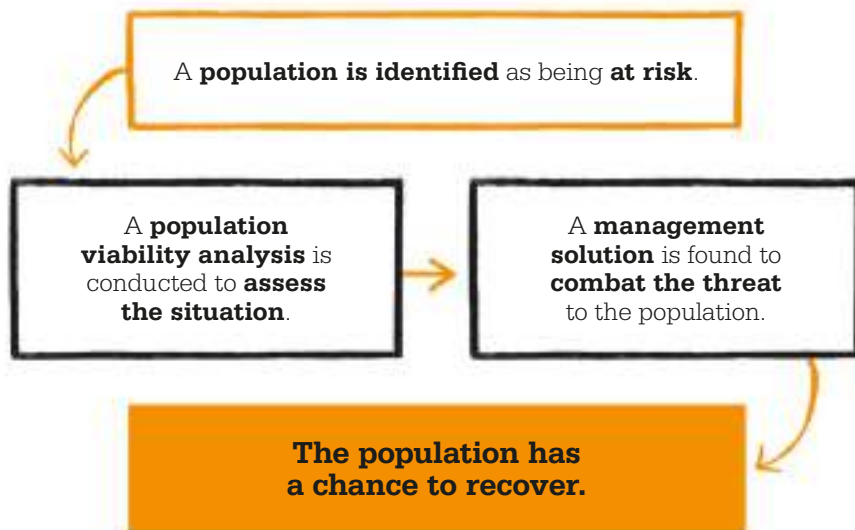 A population is identified as being at risk.
A population
viability analysis is
conducted to assess
the situation.
A management
solution is found to
combat the threat
to the population.
The population has
a chance to recover.